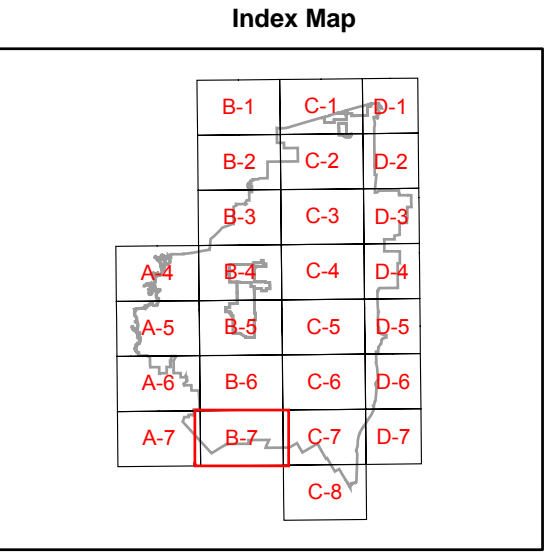 Index Map
B-1 C-1 D-1
B-2 C-2 D-2
B-3 C-3 D-3
A-4 B-4 C-4 D-4
A-5 B-5 C-5 D-5
A-6 B-6 C-6 D-6
A-7 B-7 C-7 D-7
C-8